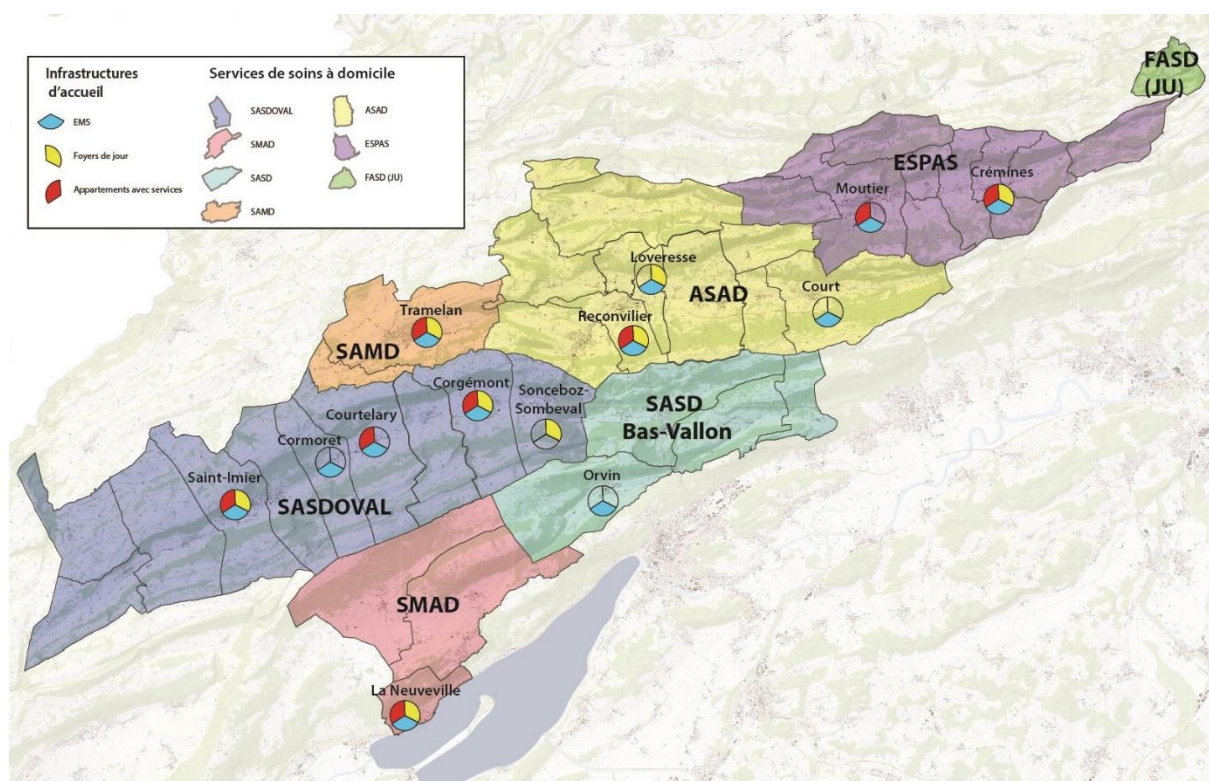 Infrastructures
d'accueil
EMS
Foyers de jour
Appartements avec services
Services de soins à domicile
SASDOVAL
SMAD
SASD
SAMD
ASAD
ESPAS
FASD (JU)
FASD
(JU)
ESPAS
Moutier
Crémines
Loveresse
ASAD
Court
Reconvilier
Tramelan
SAMD
Corgémont
Sonceboz-
Sombeval
SASD
Bas-Vallon
Courtelary
Cormoret
Saint-Imier
SASDOVAL
Orvin
SMAD
La Neuveville